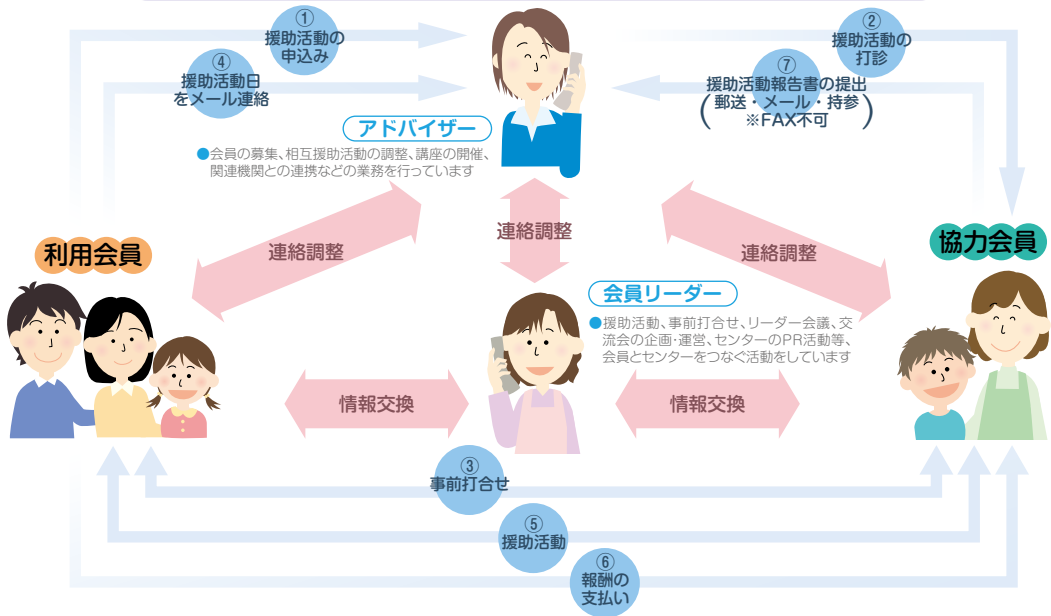 ①
援助活動の
申込み
②
援助活動の
打診
④
援助活動日
をメール連絡
⑦
援助活動報告書の提出
(郵送・メール・持参)
※FAX不可
アドバイザー
●会員の募集、相互援助活動の調整、講座の開催、
関連機関との連携などの業務を行っています
連絡調整
連絡調整
連絡調整
利用会員
協力会員
会員リーダー
●援助活動、事前打合せ、リーダー会議、交
流会の企画・運営、センターのPR活動等、
会員とセンターをつなぐ活動をしています
情報交換
情報交換
③
事前打合せ
⑤
援助活動
⑥
報酬の
支払い